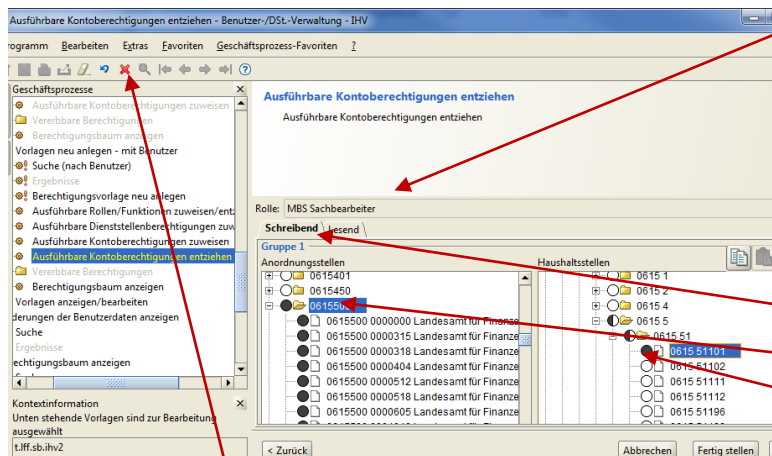 Ausführbare Kontoberechtigungen entziehen - Benutzer-/DSt.-Verwaltung - IHV
rogramm Bearbeiten Extras Favoriten Geschäftsprozess-Favoriten ?
Geschäftsprozesse
Ausführbare Kontoberechtigungen zuweisen
Vererbbare Berechtigungen
Berechtigungsbaum anzeigen
Vorlagen neu anlegen - mit Benutzer
Suche (nach Benutzer)
Ergebnisse
Berechtigungsvorlage neu anlegen
Ausführbare Rollen/Funktionen zuweisen/ent
Ausführbare Dienststellenberechtigungen zuw
Ausführbare Kontoberechtigungen zuweisen
Ausführbare Kontoberechtigungen entziehen
Vererbbare Berechtigungen
Berechtigungsbaum anzeigen
Vorlagen anzeigen/bearbeiten
derungen der Benutzerdaten anzeigen
Suche
Ergebnisse
echtigungsbaum anzeigen
Kontextinformation
Unten stehende Vorlagen sind zur Bearbeitung
ausgewählt
t.lff.sb.ihv2
Ausführbare Kontoberechtigungen entziehen
Ausführbare Kontoberechtigungen entziehen
Rolle: MBS Sachbearbeiter
Schreibend Lesend
Gruppe 1
Anordnungsstellen
0615401
0615450
0615500
0615500 0000000 Landesamt für Finanze
0615500 0000315 Landesamt für Finanze
0615500 0000318 Landesamt für Finanze
0615500 0000404 Landesamt für Finanze
0615500 0000512 Landesamt für Finanze
0615500 0000518 Landesamt für Finanze
0615500 0000605 Landesamt für Finanze
Haushaltsstellen
0615 1
0615 2
0615 4
0615 5
0615 51
0615 51101
0615 51102
0615 51111
0615 51112
0615 51196
< Zurück Abbrechen Fertig stellen